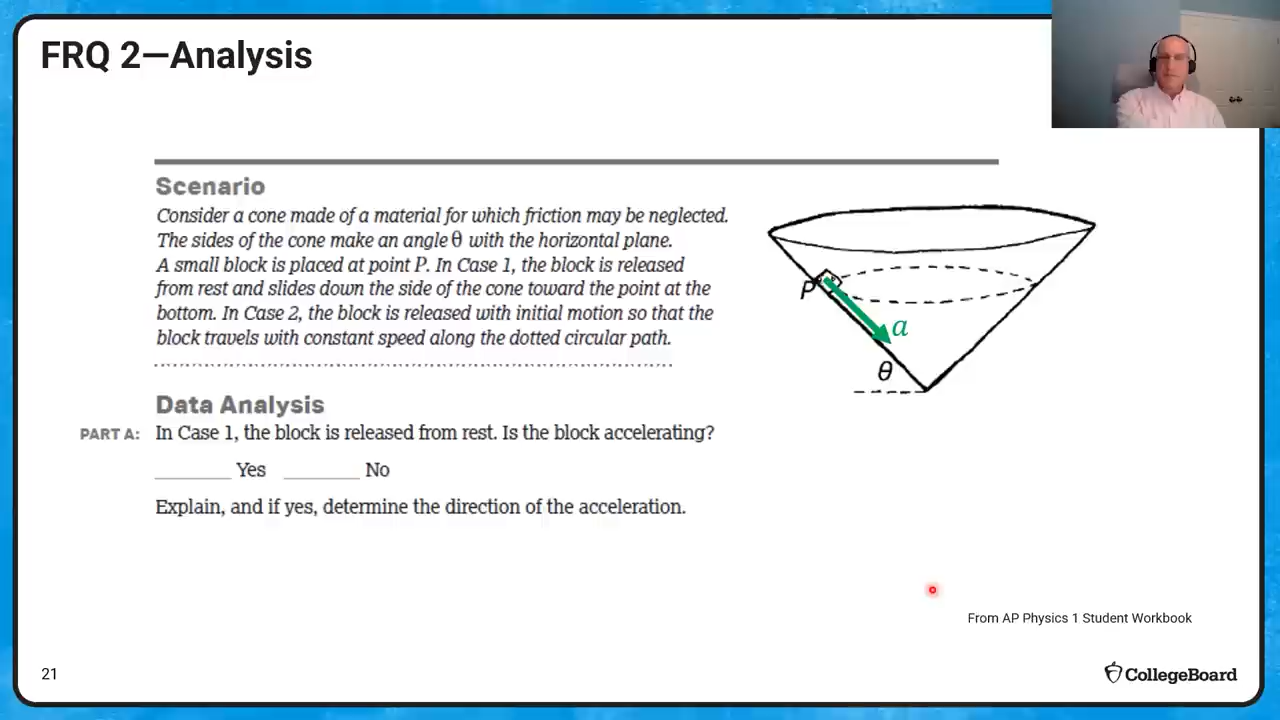 FRQ 2—Analysis
Scenario
Consider a cone made of a material for which friction may be neglected.
The sides of the cone make an angle θ with the horizontal plane.
A small block is placed at point P. In Case 1, the block is released
from rest and slides down the side of the cone toward the point at the
bottom. In Case 2, the block is released with initial motion so that the
block travels with constant speed along the dotted circular path.
P
a
θ
Data Analysis
PART A: In Case 1, the block is released from rest. Is the block accelerating?
________ Yes ________ No
Explain, and if yes, determine the direction of the acceleration.
From AP Physics 1 Student Workbook
21
CollegeBoard